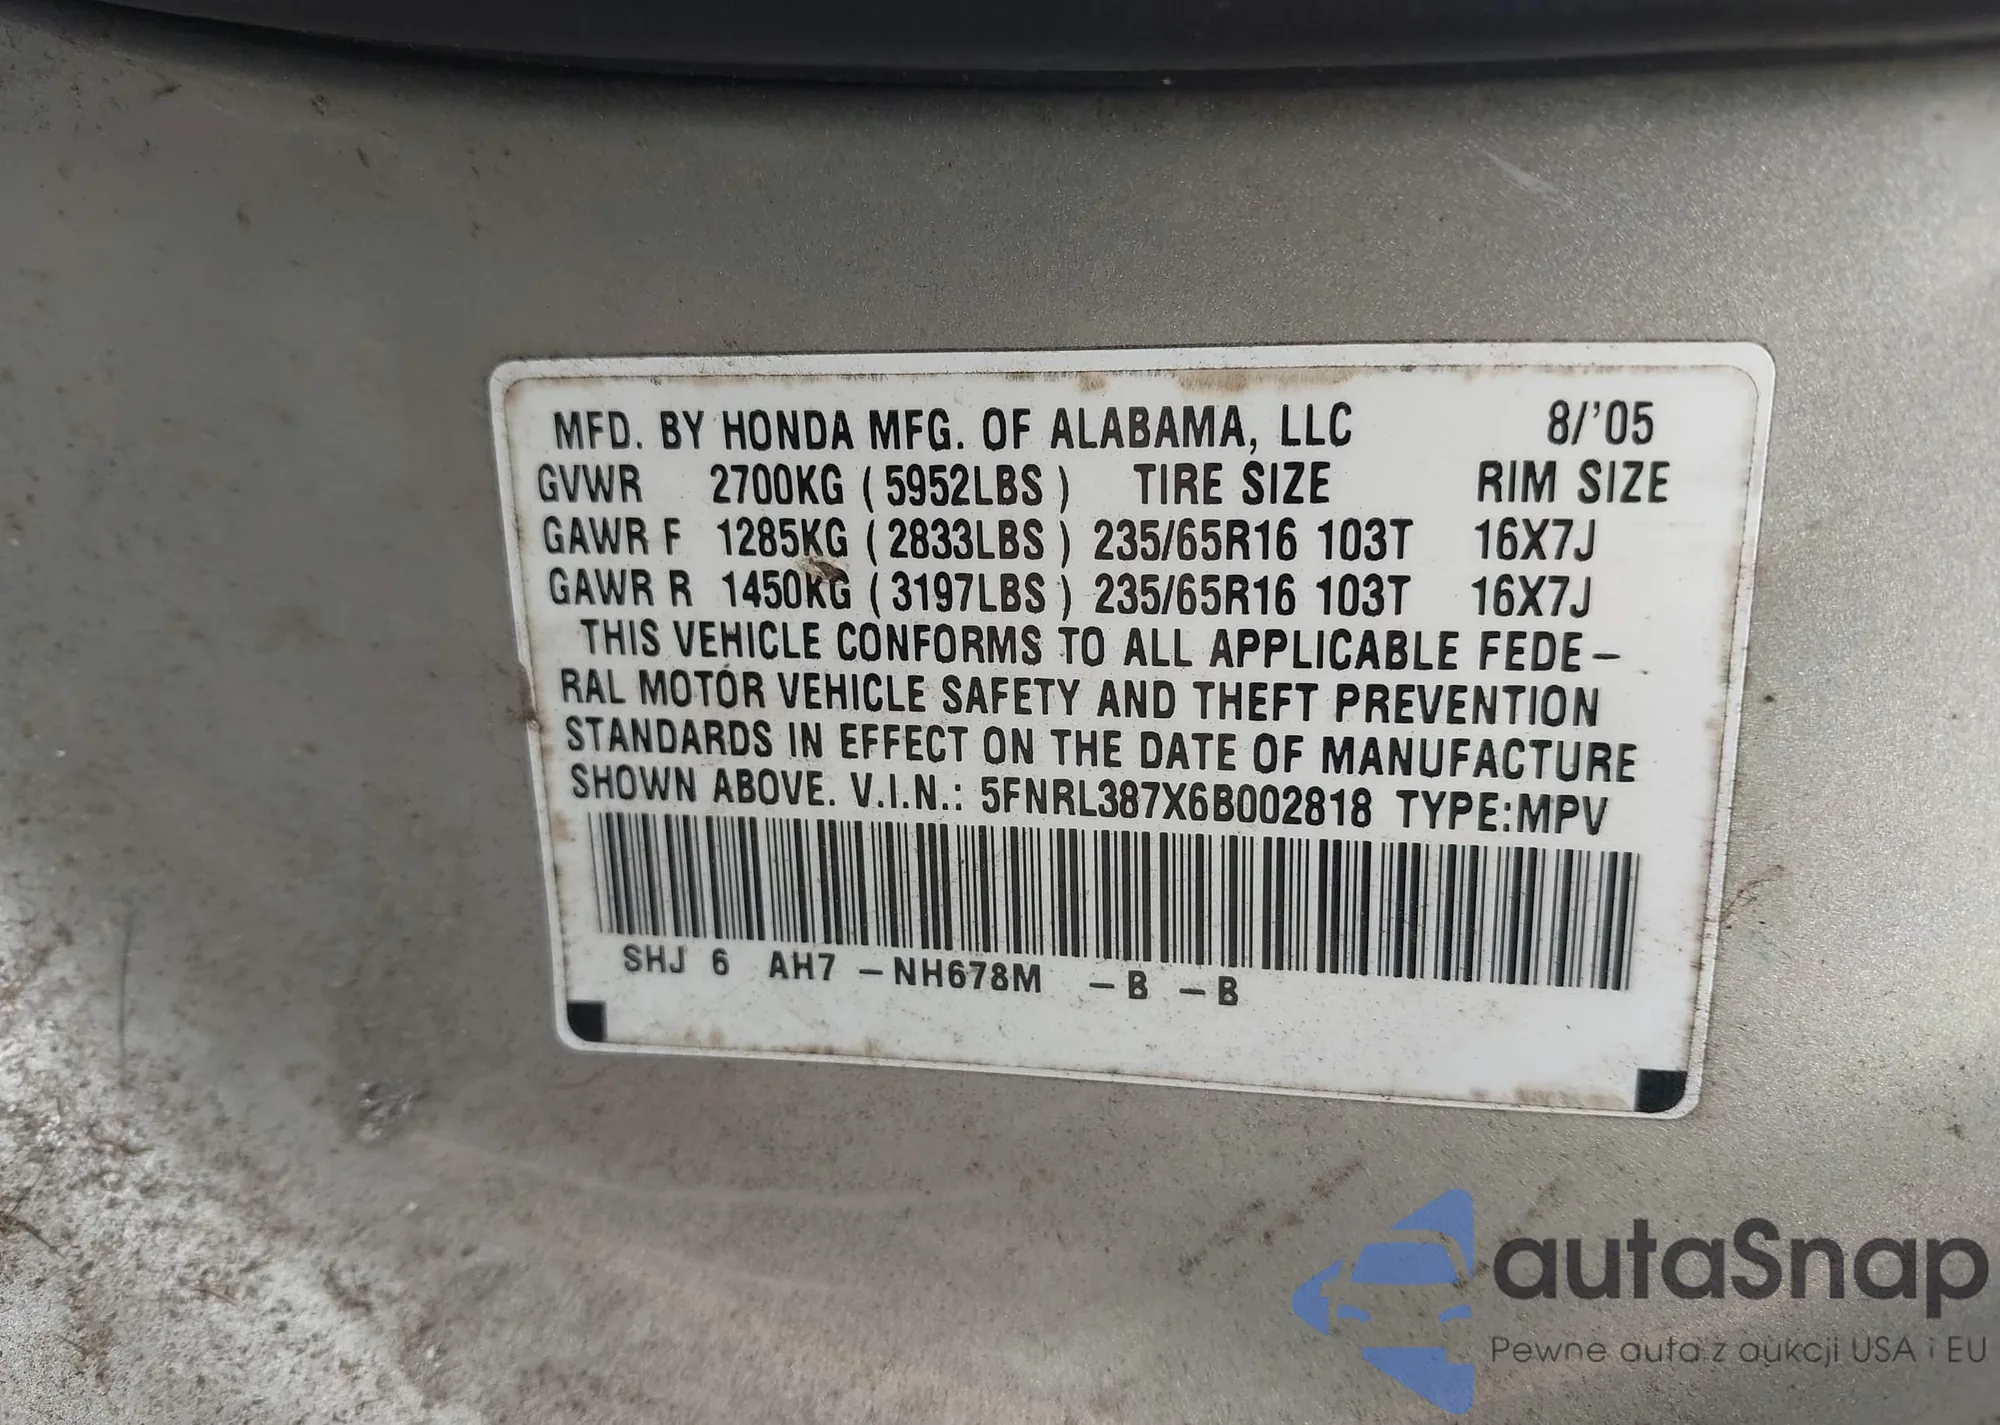 MFD. BY HONDA MFG. OF ALABAMA, LLC 8/'05
GVWR 2700KG (5952LBS) TIRE SIZE RIM SIZE
GAWR F 1285KG (2833LBS) 235/65R16 103T 16X7J
GAWR R 1450KG (3197LBS) 235/65R16 103T 16X7J
THIS VEHICLE CONFORMS TO ALL APPLICABLE FEDE-
RAL MOTOR VEHICLE SAFETY AND THEFT PREVENTION
STANDARDS IN EFFECT ON THE DATE OF MANUFACTURE
SHOWN ABOVE. V.I.N.: 5FNRL387X6B002818 TYPE:MPV
SHJ 6 AH7 -NH678M -B -B
autaSnap
Pewne auta z aukcji USA i EU